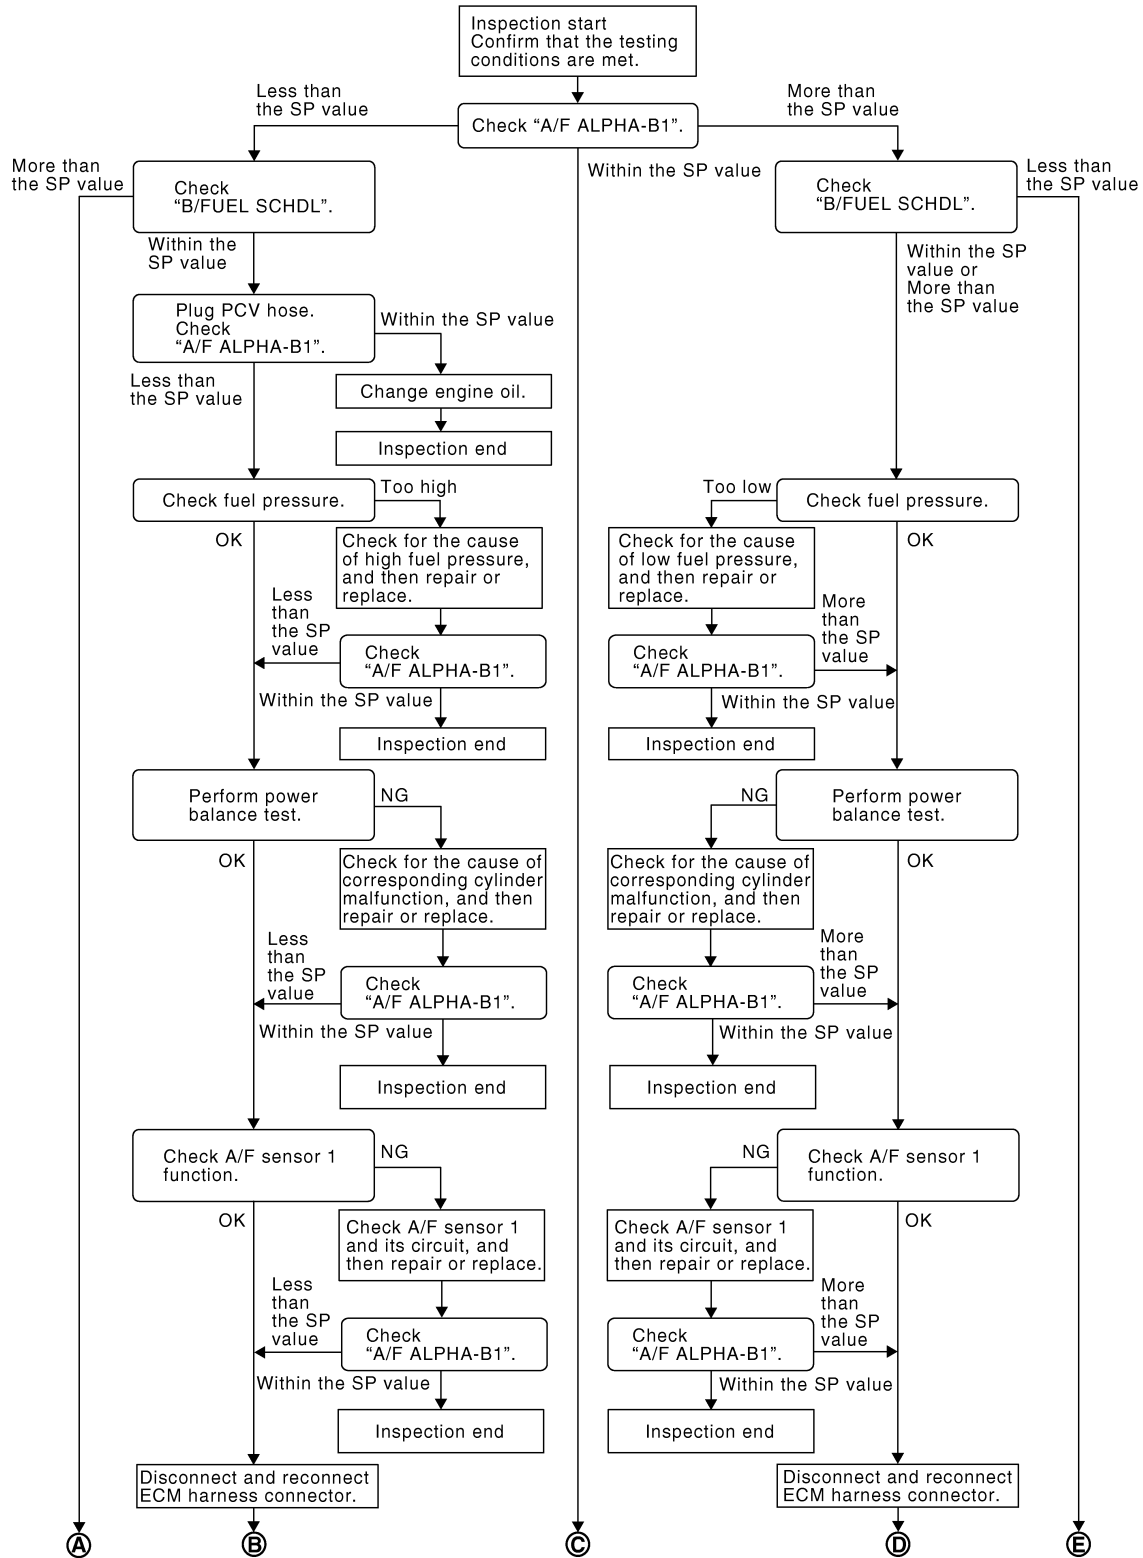 Inspection start
Confirm that the testing
conditions are met.
Less than
the SP value
More than
the SP value
Check “A/F ALPHA-B1”.
More than
the SP value
Within the SP value
Less than
the SP value
Check
“B/FUEL SCHDL”.
Check
“B/FUEL SCHDL”.
Within the
SP value
Within the SP
value or
More than
the SP value
Plug PCV hose.
Check
“A/F ALPHA-B1”.
Within the SP value
Less than
the SP value
Change engine oil.
Inspection end
Check fuel pressure.
Too high
Too low
Check fuel pressure.
OK
OK
Check for the cause
of high fuel pressure,
and then repair or
replace.
Check for the cause
of low fuel pressure,
and then repair or
replace.
Less
than
the SP
value
More
than
the SP
value
Check
“A/F ALPHA-B1”.
Check
“A/F ALPHA-B1”.
Within the SP value
Within the SP value
Inspection end
Inspection end
Perform power
balance test.
NG
NG
Perform power
balance test.
OK
OK
Check for the cause of
corresponding cylinder
malfunction, and then
repair or replace.
Check for the cause of
corresponding cylinder
malfunction, and then
repair or replace.
Less
than
the SP
value
More
than
the SP
value
Check
“A/F ALPHA-B1”.
Check
“A/F ALPHA-B1”.
Within the SP value
Within the SP value
Inspection end
Inspection end
Check A/F sensor 1
function.
NG
NG
Check A/F sensor 1
function.
OK
OK
Check A/F sensor 1
and its circuit, and
then repair or replace.
Check A/F sensor 1
and its circuit, and
then repair or replace.
Less
than
the SP
value
More
than
the SP
value
Check
“A/F ALPHA-B1”.
Check
“A/F ALPHA-B1”.
Within the SP value
Within the SP value
Inspection end
Inspection end
Disconnect and reconnect
ECM harness connector.
Disconnect and reconnect
ECM harness connector.
A
B
C
D
E